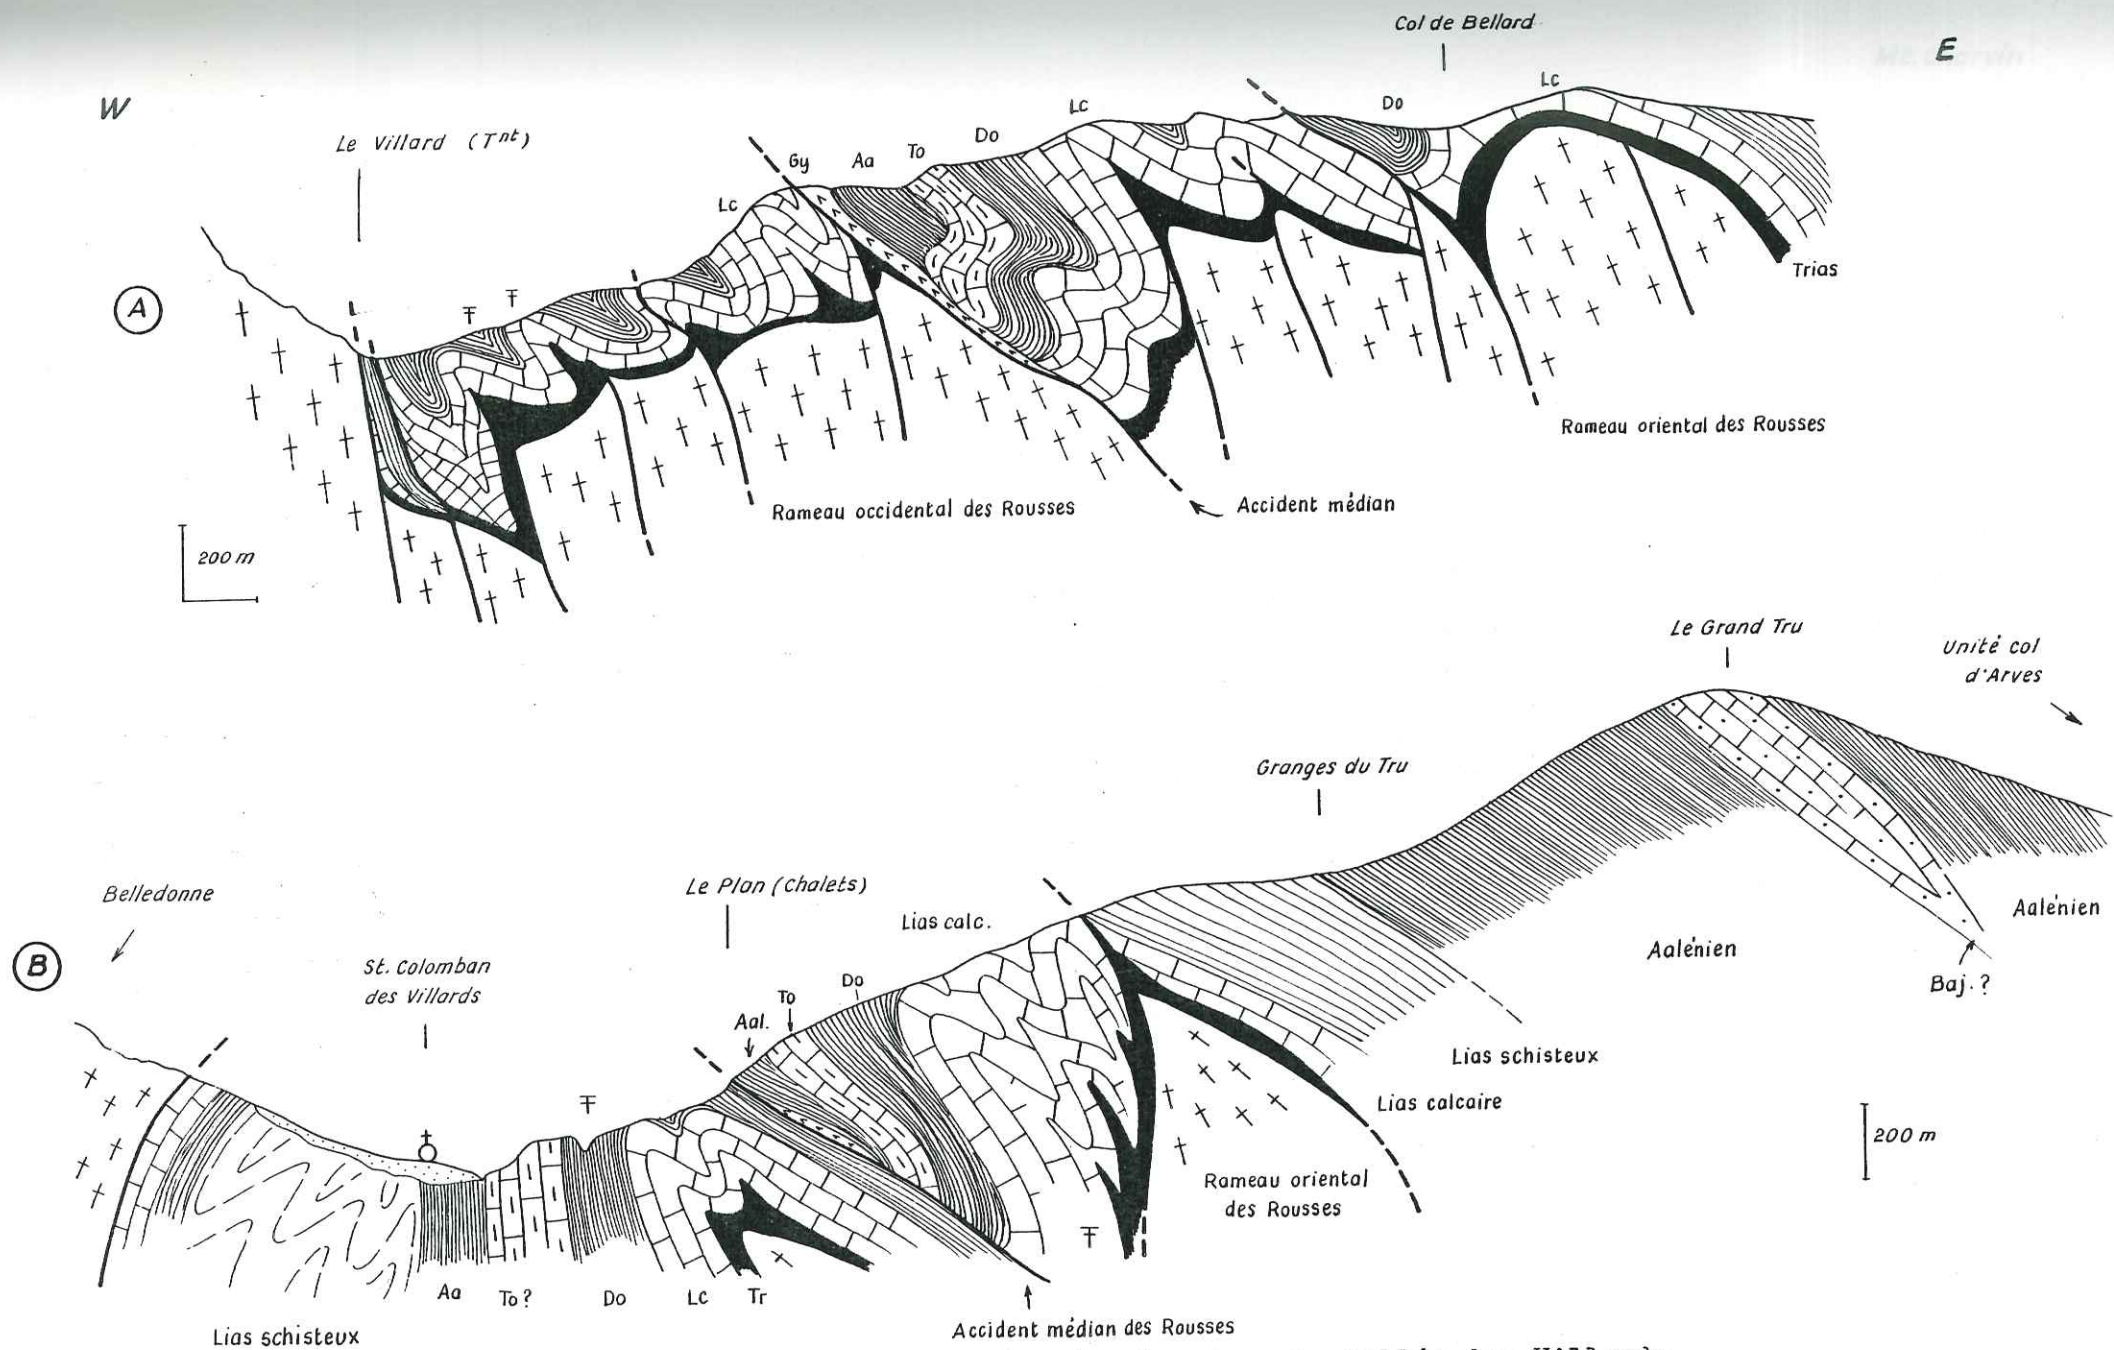 Col de Bellard
E
W
Le Villard (Tnt)
Lc
Do
Lc
Do
To
Aa
Gy
Lc
Ŧ Ŧ
A
Trias
Rameau oriental des Rousses
Rameau occidental des Rousses
Accident médian
200 m
Le Grand Tru
Unité col
d'Arves
Granges du Tru
Belledonne
Le Plan (chalets)
Lias calc.
B
St. Colomban
des Villards
Do
To
Aal.
Ŧ
Aalénien
Aalénien
Baj. ?
Lias schisteux
Lias calcaire
200 m
Rameau oriental
des Rousses
Ŧ
Aa To? Do Lc Tr
Accident médian des Rousses
Lias schisteux